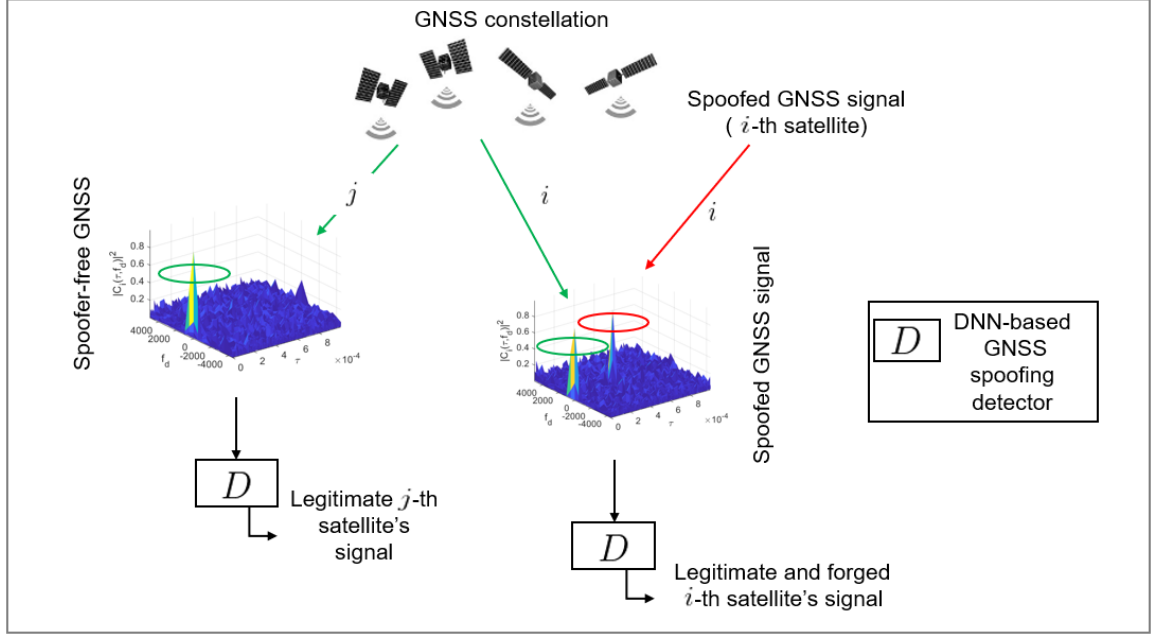 GNSS constellation
Spoofed GNSS signal
( i-th satellite)
j
i
i
Spoofer-free GNSS
|C_i(τ,f_d)|^2
0.8
0.6
0.4
0.2
4000
2000
0
-2000
-4000
f_d
0
2
4
6
8
τ
×10^-4
Spoofed GNSS signal
|C_i(τ,f_d)|^2
0.8
0.6
0.4
0.2
4000
2000
0
-2000
-4000
f_d
0
2
4
6
8
τ
×10^-4
D
DNN-based
GNSS
spoofing
detector
D
Legitimate j-th
satellite's
signal
D
Legitimate and forged
i-th satellite's signal